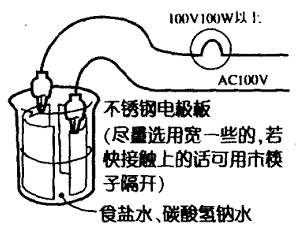 100V100W以上
AC100V
不锈钢电极板
(尽量选用宽一些的,若
快接触上的话可用木筷
子隔开)
食盐水、碳酸氢钠水